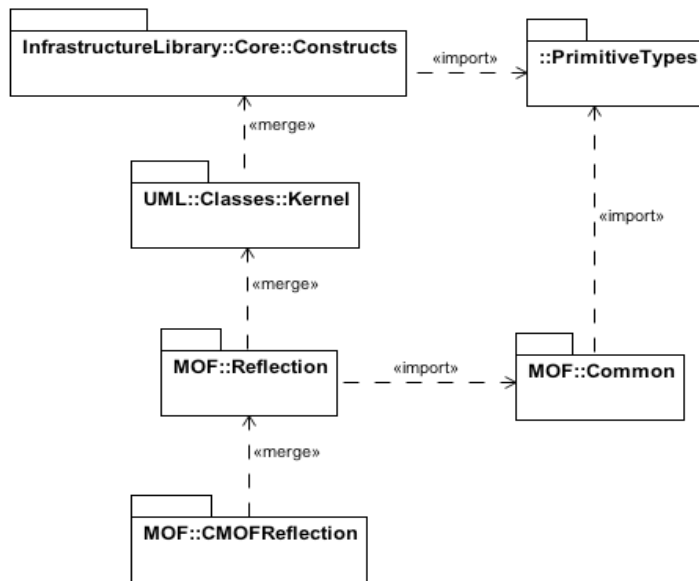 InfrastructureLibrary::Core::Constructs
«import»
::PrimitiveTypes
«merge»
UML::Classes::Kernel
«import»
«merge»
MOF::Reflection
«import»
MOF::Common
«merge»
MOF::CMOFReflection